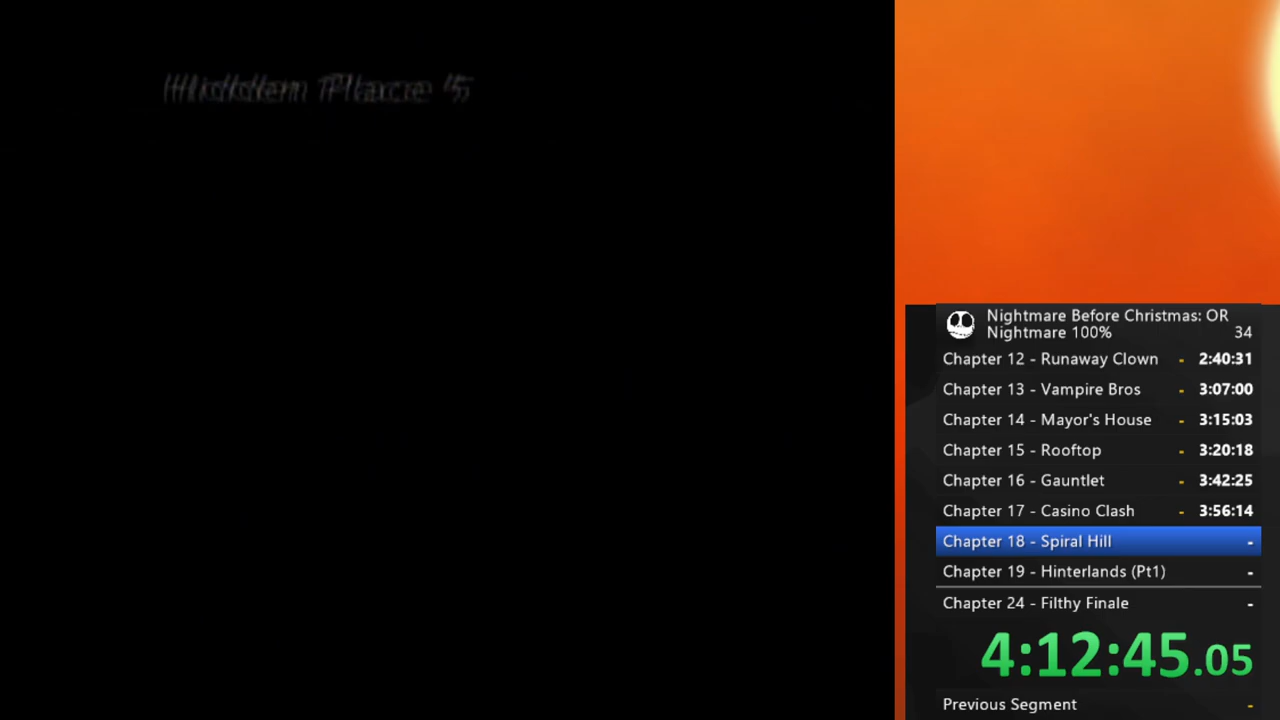 Hidden Place 5
Nightmare Before Christmas: OR
Nightmare 100% 34
Chapter 12 - Runaway Clown - 2:40:31
Chapter 13 - Vampire Bros - 3:07:00
Chapter 14 - Mayor's House - 3:15:03
Chapter 15 - Rooftop - 3:20:18
Chapter 16 - Gauntlet - 3:42:25
Chapter 17 - Casino Clash - 3:56:14
Chapter 18 - Spiral Hill -
Chapter 19 - Hinterlands (Pt1) -
Chapter 24 - Filthy Finale -
4:12:45.05
Previous Segment -